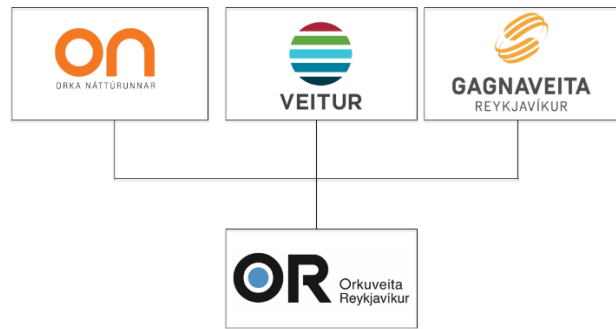 on
ORKA NÁTTÚRUNNAR
VEITUR
GAGNAVEITA
REYKJAVÍKUR
OR
Orkuveita
Reykjavíkur